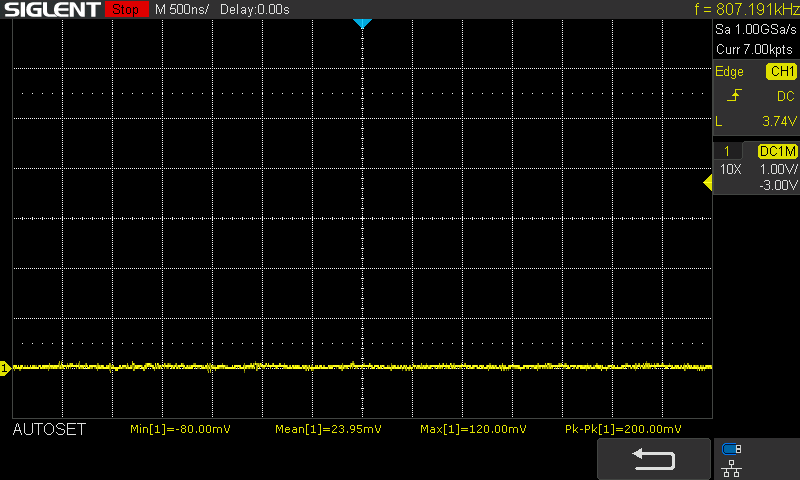 SIGLENT Stop M 500ns/ Delay:0.00s f = 807.191kHz
Sa 1.00GSa/s
Curr 7.00kpts
Edge CH1
DC
L 3.74V
1 DC1M
10X 1.00V/
-3.00V
1
AUTOSET Min[1]=-80.00mV Mean[1]=23.95mV Max[1]=120.00mV Pk-Pk[1]=200.00mV